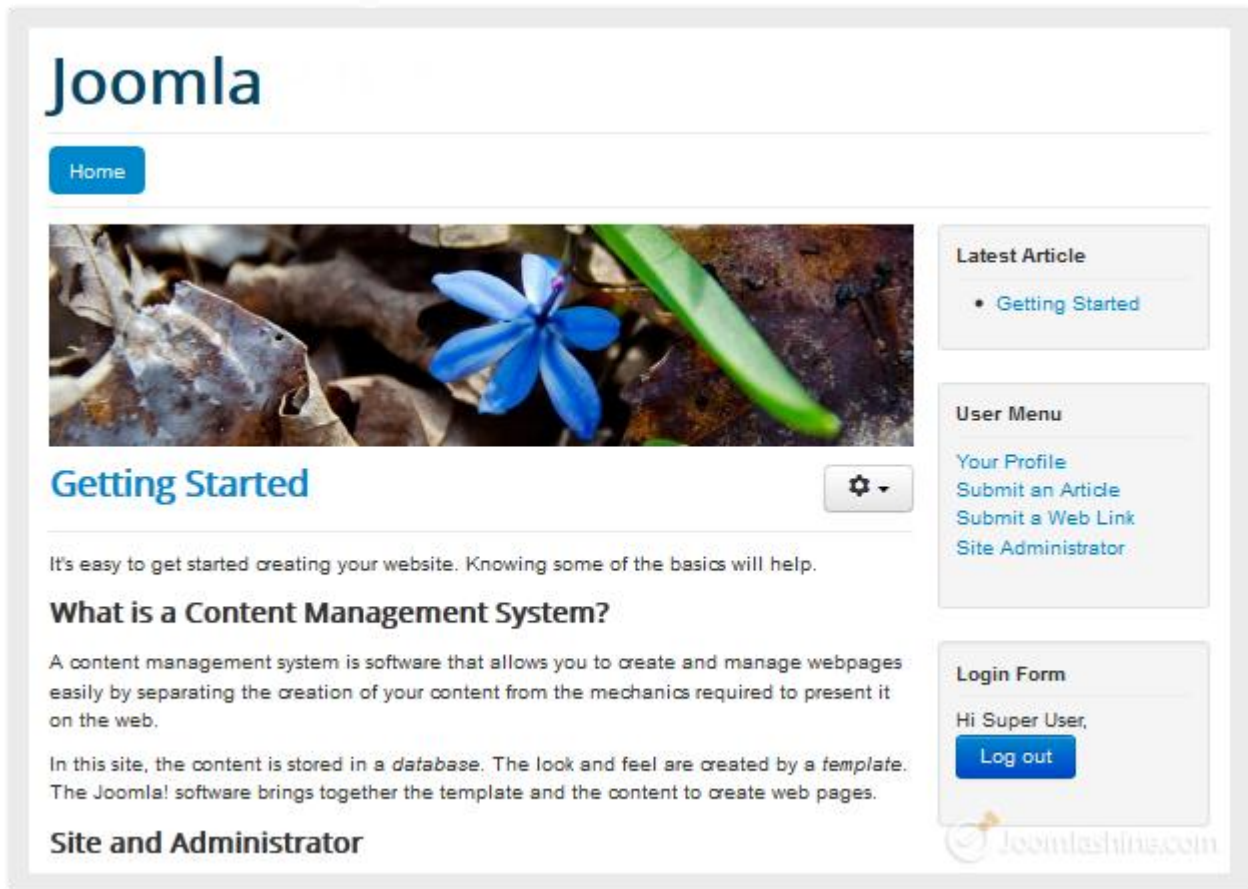 Joomla
Home
Getting Started
It's easy to get started creating your website. Knowing some of the basics will help.
What is a Content Management System?
A content management system is software that allows you to create and manage webpages
easily by separating the creation of your content from the mechanics required to present it
on the web.
In this site, the content is stored in a database. The look and feel are created by a template.
The Joomla! software brings together the template and the content to create web pages.
Site and Administrator
Latest Article
Getting Started
User Menu
Your Profile
Submit an Article
Submit a Web Link
Site Administrator
Login Form
Hi Super User,
Log out
Joomlashine.com